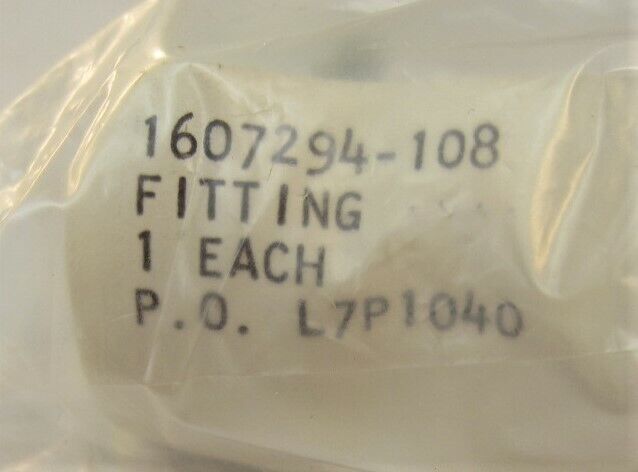 1607294-108
FITTING
1 EACH
P.O. L7P1040